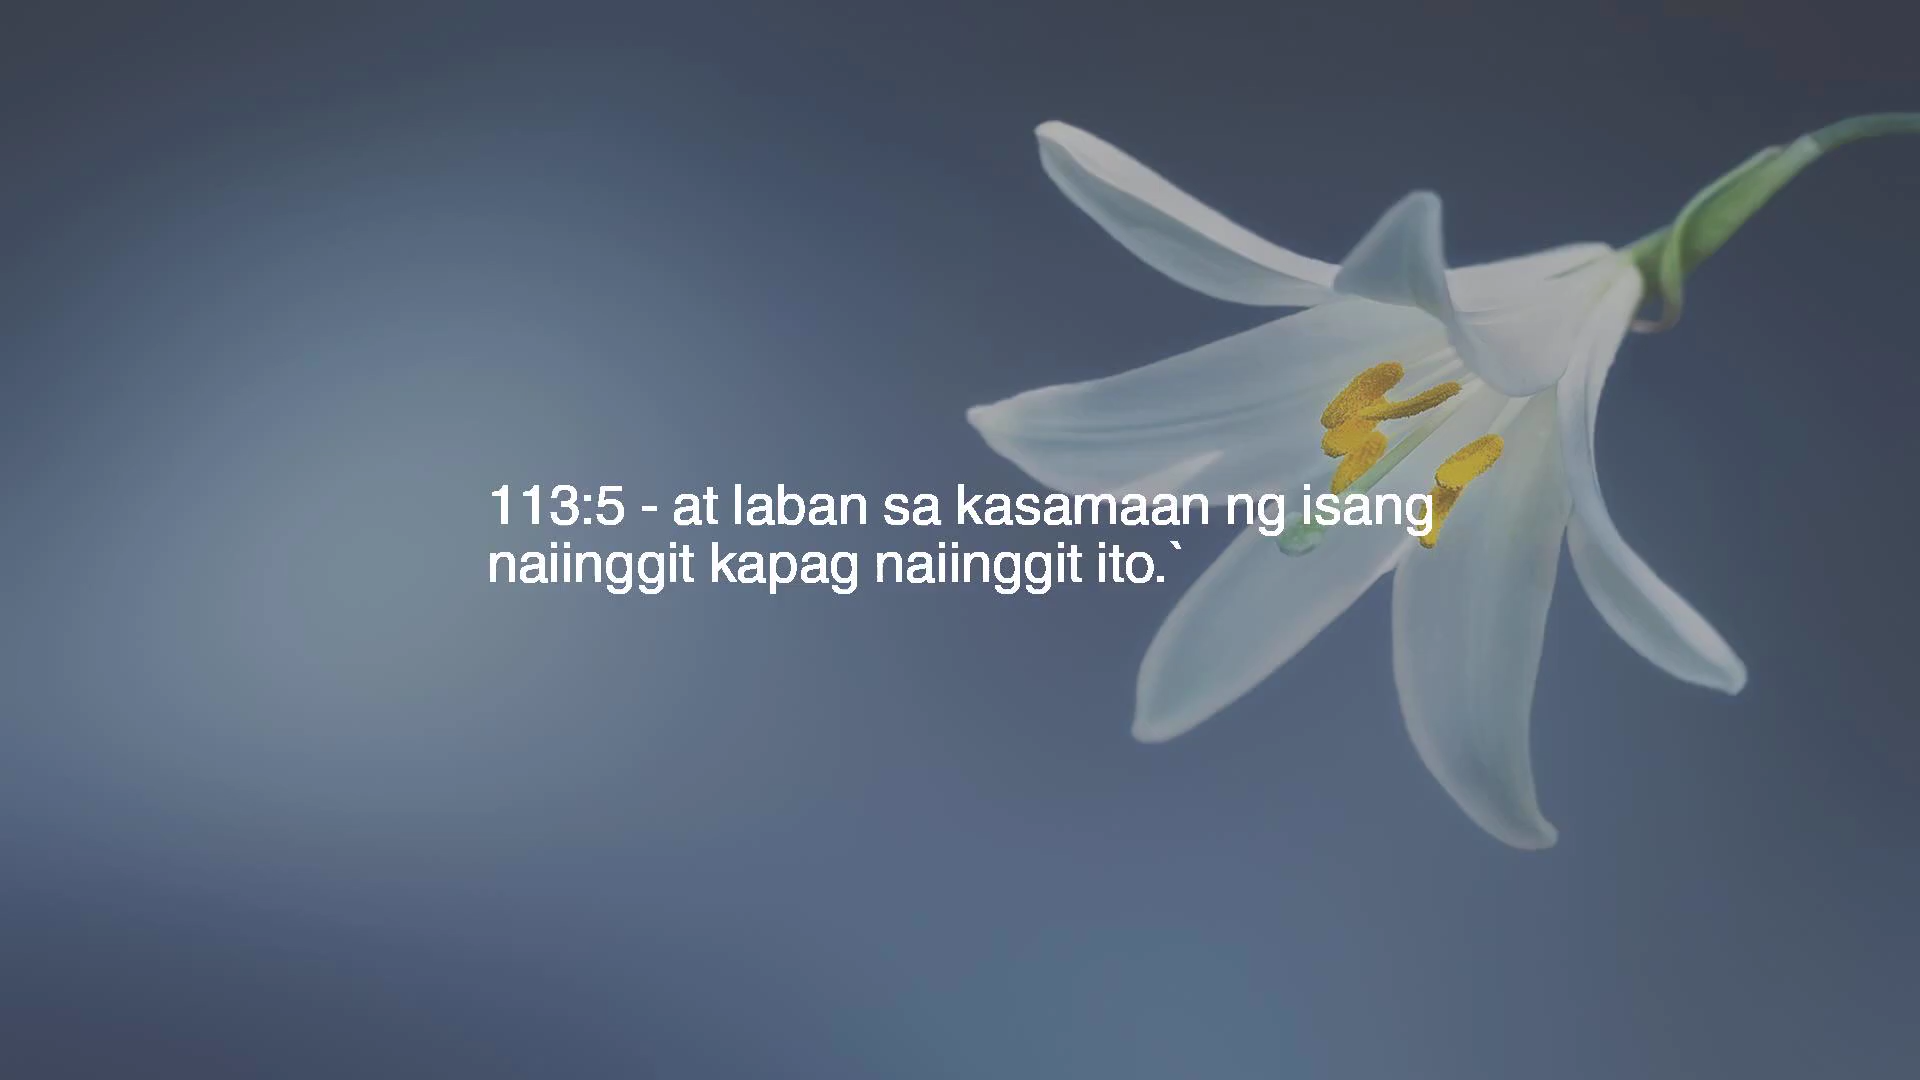 113:5 - at laban sa kasamaan ng isang
naiinggit kapag naiinggit ito.`